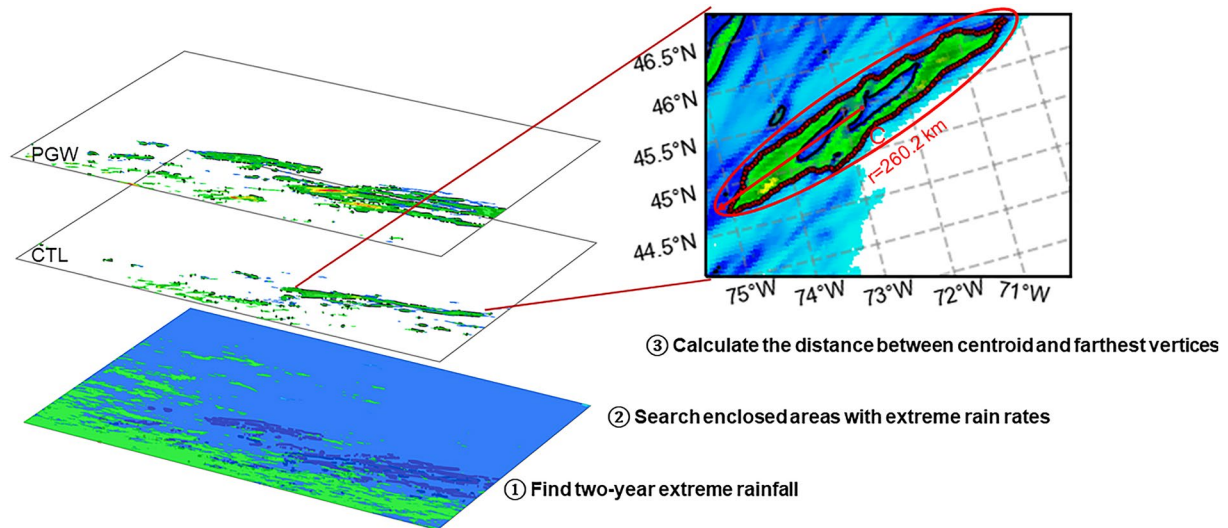 PGW
CTL
46.5°N
46°N
45.5°N
45°N
44.5°N
C
r=260.2 km
75°W
74°W
73°W
72°W
71°W
③ Calculate the distance between centroid and farthest vertices
② Search enclosed areas with extreme rain rates
① Find two-year extreme rainfall